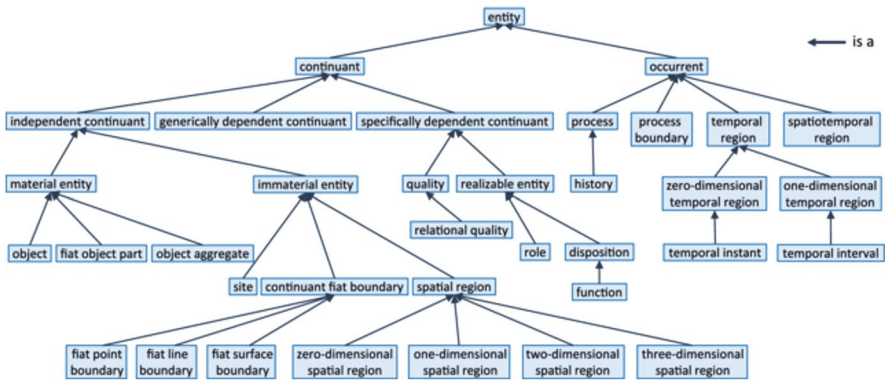 entity
is a
continuant
occurrent
independent continuant
generically dependent continuant
specifically dependent continuant
process
process
boundary
temporal
region
spatiotemporal
region
material entity
immaterial entity
quality
realizable entity
history
zero-dimensional
temporal region
one-dimensional
temporal region
relational quality
object
fiat object part
object aggregate
role
disposition
temporal instant
temporal interval
site
continuant fiat boundary
spatial region
function
fiat point
boundary
fiat line
boundary
fiat surface
boundary
zero-dimensional
spatial region
one-dimensional
spatial region
two-dimensional
spatial region
three-dimensional
spatial region